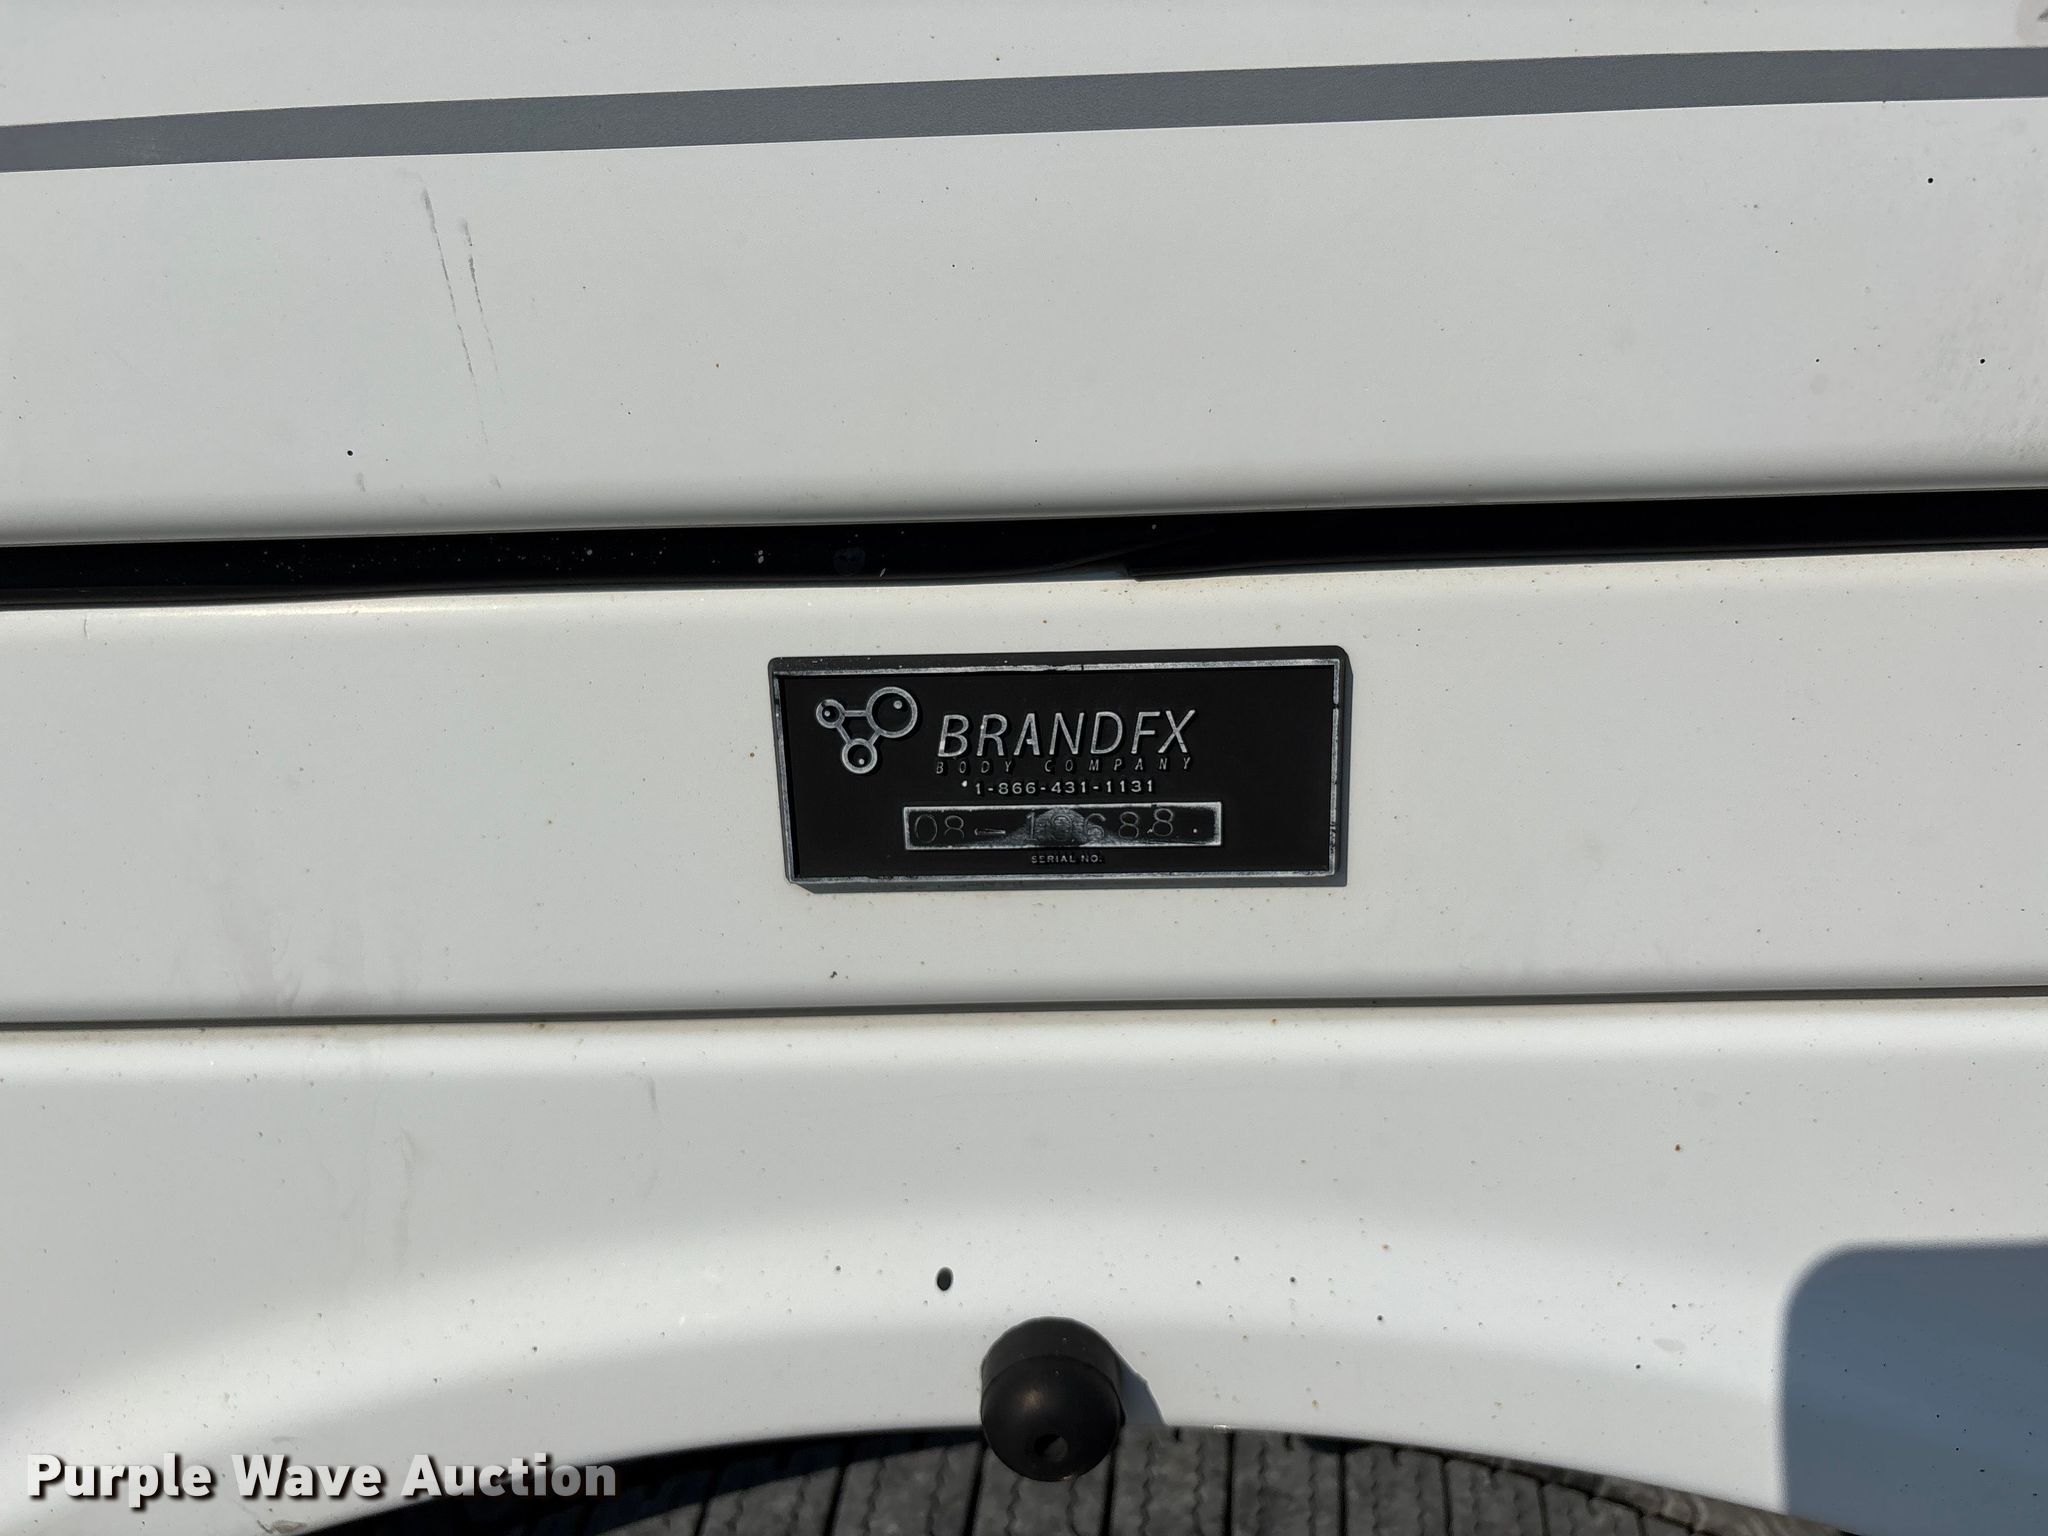 BRANDFX
BODY COMPANY
1-866-431-1131
SERIAL NO.
Purple Wave Auction